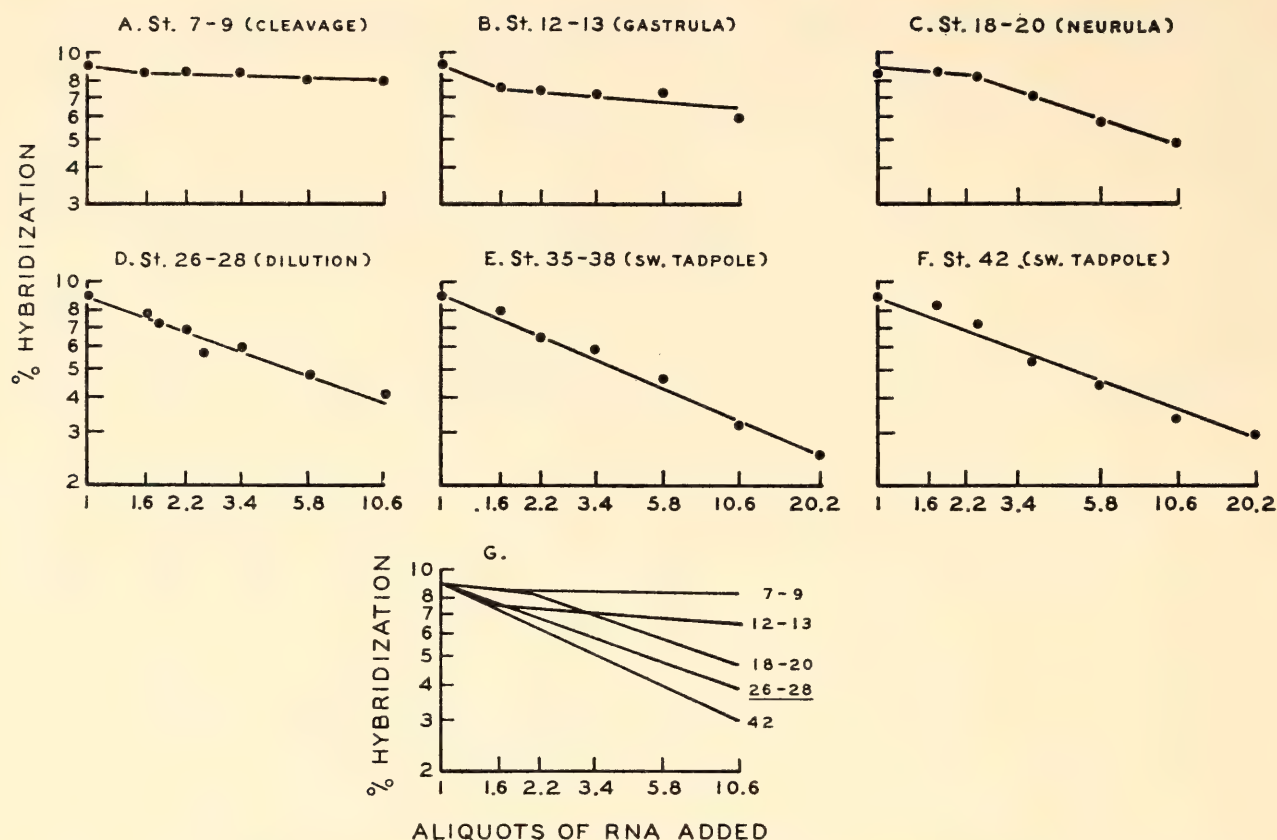 A. St. 7-9 (CLEAVAGE)
B. St. 12-13 (GASTRULA)
C. St. 18-20 (NEURULA)
% HYBRIDIZATION
10
8
7
6
5
4
3
D. St. 26-28 (DILUTION)
E. St. 35-38 (SW. TADPOLE)
F. St. 42 (SW. TADPOLE)
10
8
7
6
5
4
3
2
1 1.6 2.2 3.4 5.8 10.6
1 1.6 2.2 3.4 5.8 10.6 20.2
1 1.6 2.2 3.4 5.8 10.6 20.2
G.
% HYBRIDIZATION
10
8
7
6
5
4
3
2
7-9
12-13
18-20
26-28
42
1 1.6 2.2 3.4 5.8 10.6
ALIQUOTS OF RNA ADDED